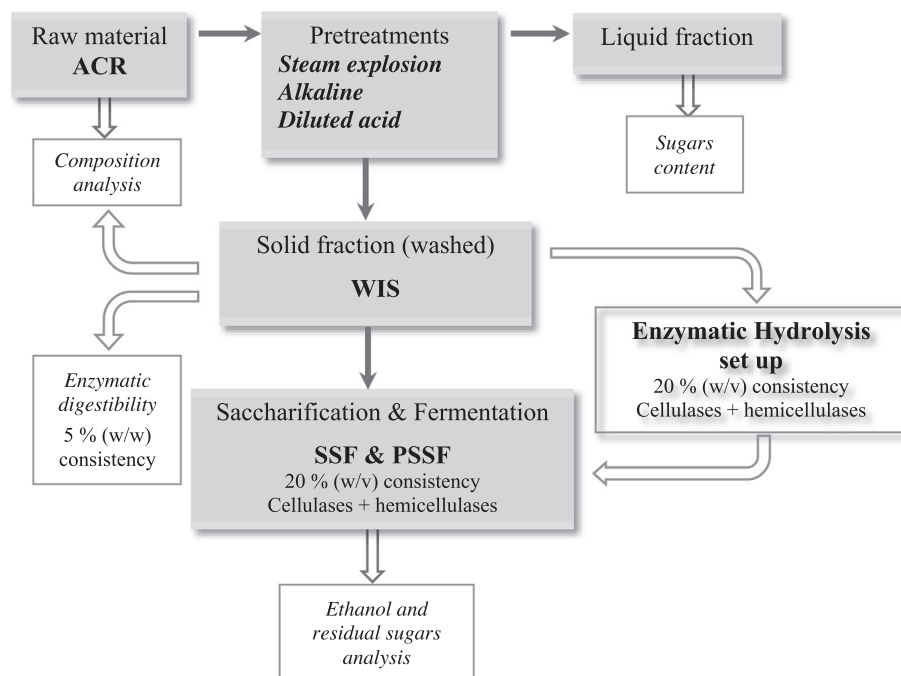 Raw material
ACR
Pretreatments
Steam explosion
Alkaline
Diluted acid
Liquid fraction
Composition
analysis
Sugars
content
Solid fraction (washed)
WIS
Enzymatic
digestibility
5 % (w/w)
consistency
Enzymatic Hydrolysis
set up
20 % (w/v) consistency
Cellulases + hemicellulases
Saccharification & Fermentation
SSF & PSSF
20 % (w/v) consistency
Cellulases + hemicellulases
Ethanol and
residual sugars
analysis